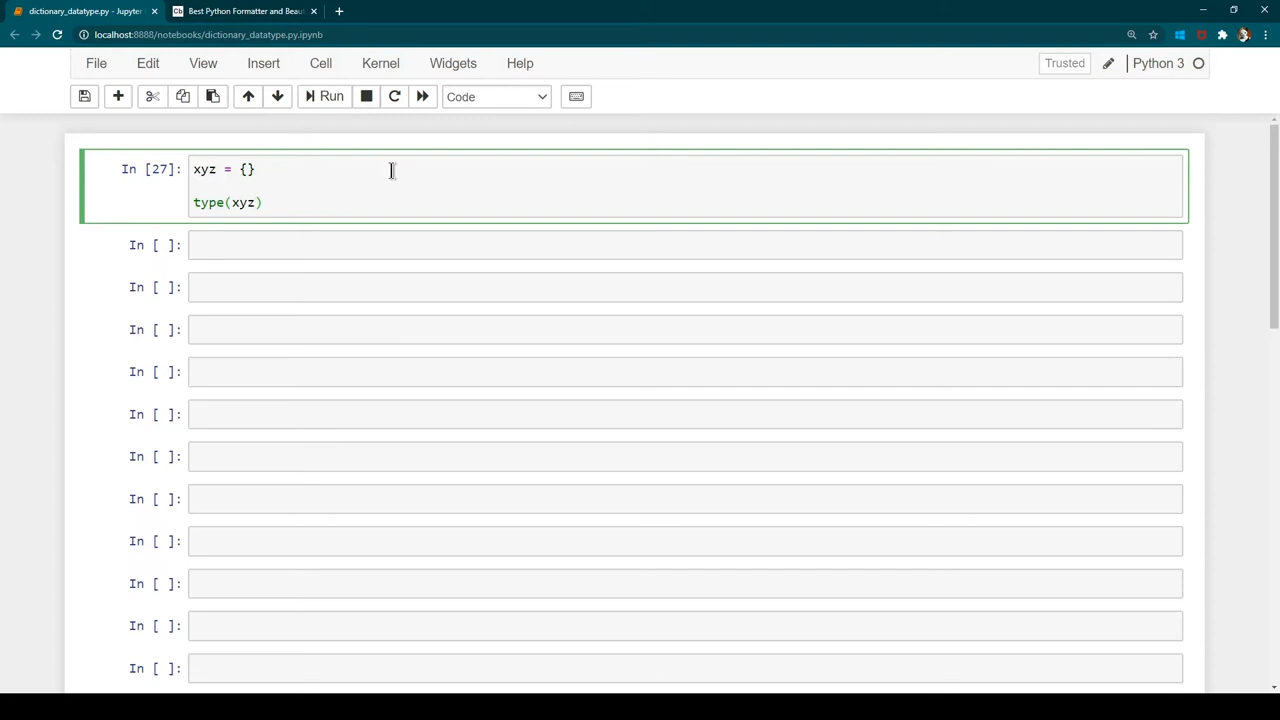 dictionary_datatype.py - Jupyter
Best Python Formatter and Beau
localhost:8888/notebooks/dictionary_datatype.py.ipynb
File Edit View Insert Cell Kernel Widgets Help Trusted Python 3
Run Code
In [27]: xyz = {}
type(xyz)
In [ ]:
In [ ]:
In [ ]:
In [ ]:
In [ ]:
In [ ]:
In [ ]:
In [ ]:
In [ ]:
In [ ]:
In [ ]: